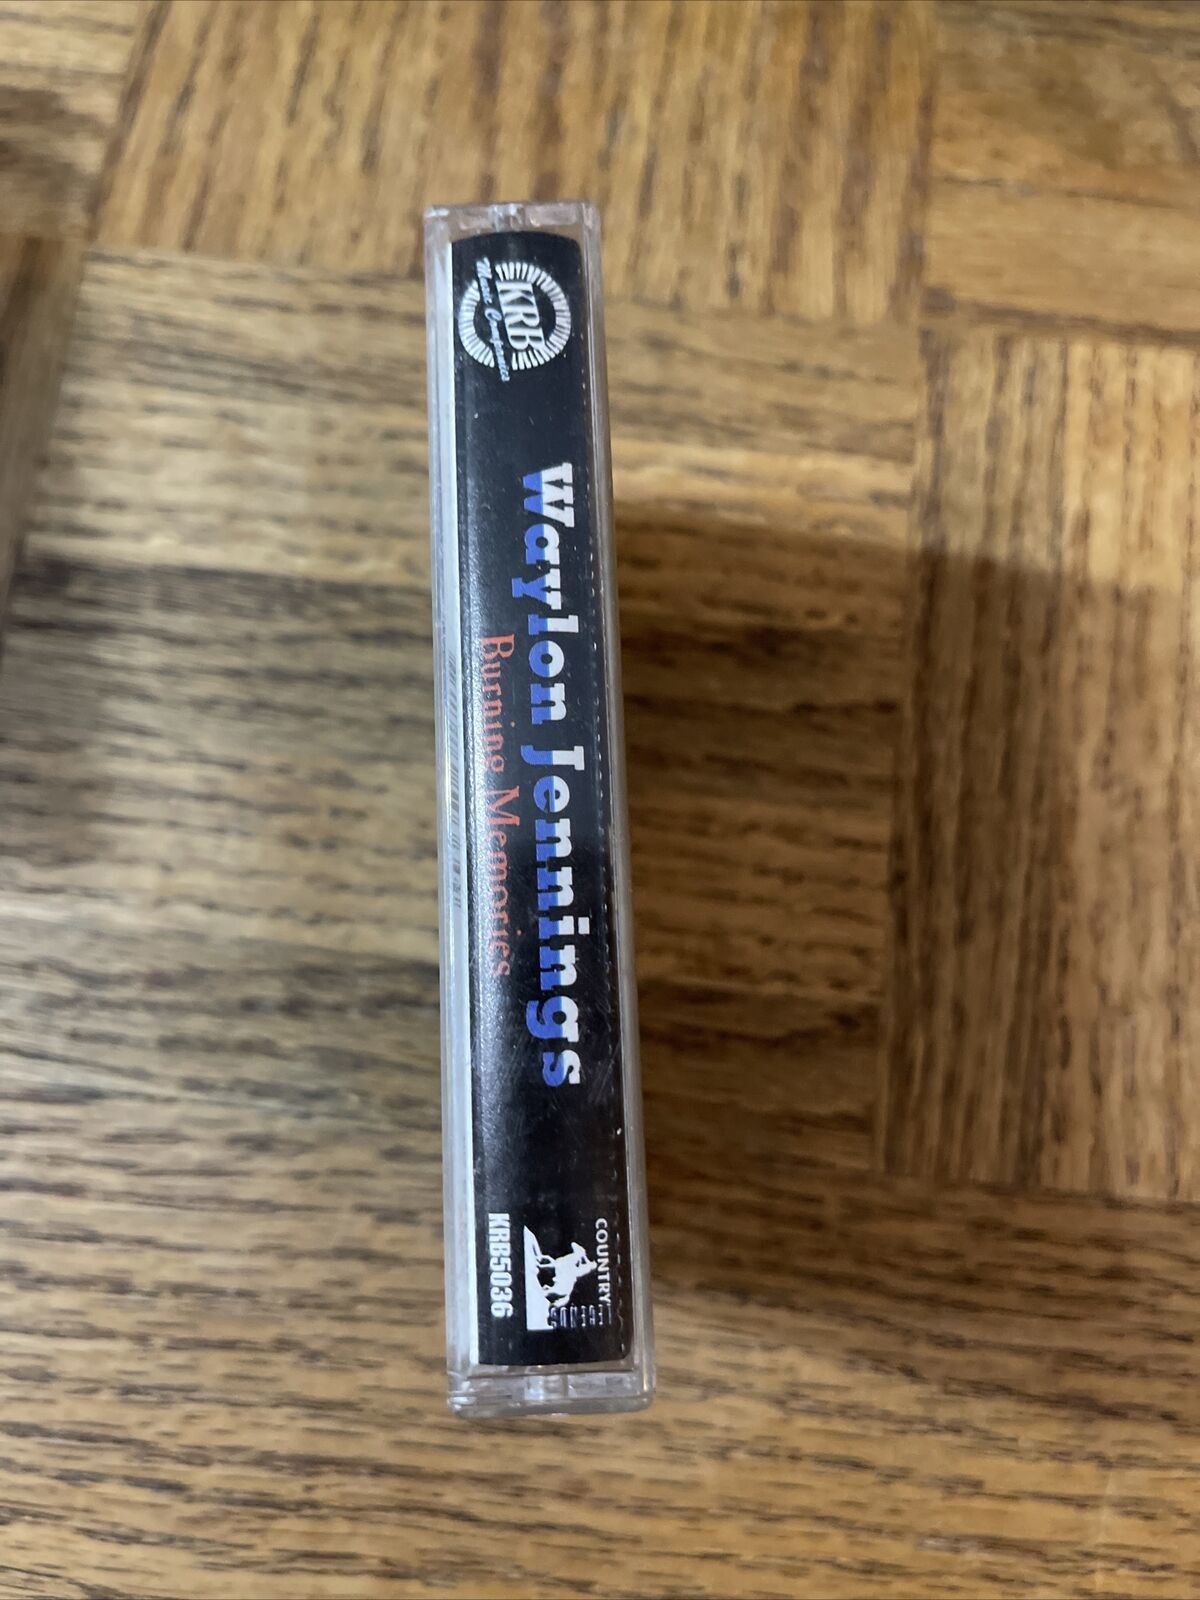 KRB
Music Companies
Waylon Jennings
Burning Memories
COUNTRY
KRB5036